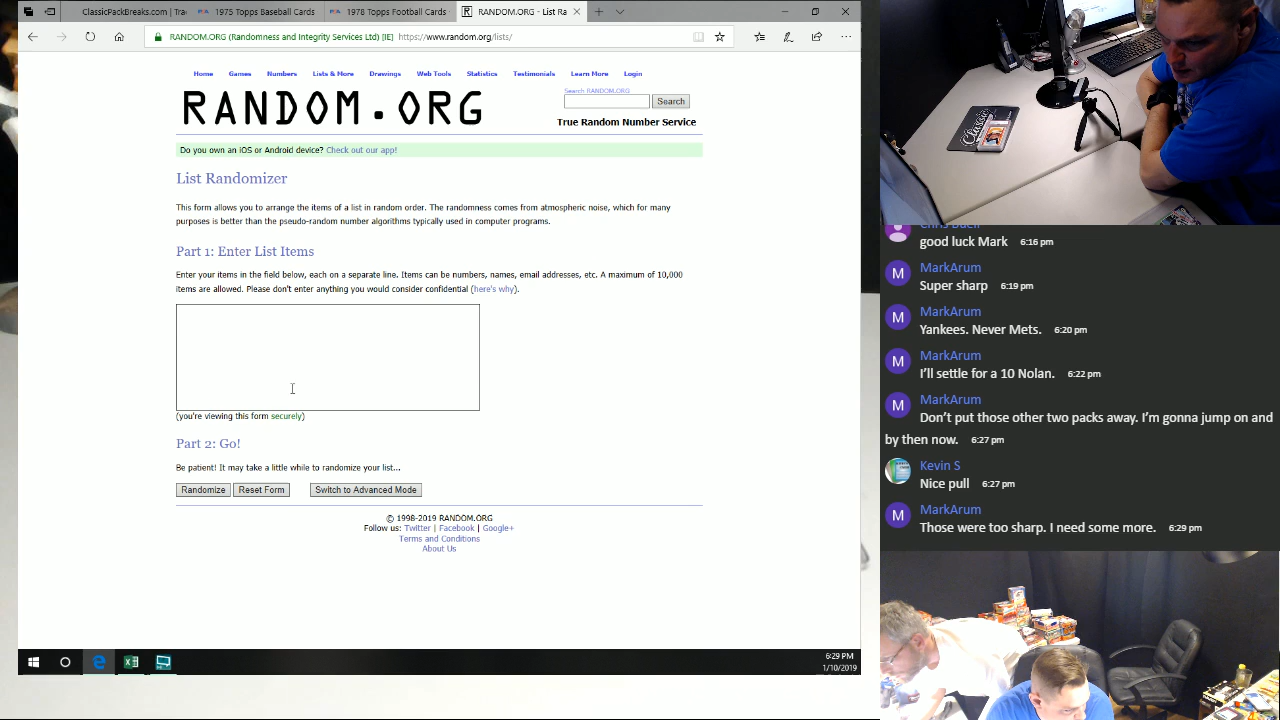 ClassicPackBreaks.com | Tra
1975 Topps Baseball Cards
1978 Topps Football Cards
RANDOM.ORG - List Ra
RANDOM.ORG (Randomness and Integrity Services Ltd) [IE] https://www.random.org/lists/
Home Games Numbers Lists & More Drawings Web Tools Statistics Testimonials Learn More Login
RANDOM.ORG
Search RANDOM.ORG
Search
True Random Number Service
Do you own an iOS or Android device? Check out our app!
List Randomizer
This form allows you to arrange the items of a list in random order. The randomness comes from atmospheric noise, which for many
purposes is better than the pseudo-random number algorithms typically used in computer programs.
Part 1: Enter List Items
Enter your items in the field below, each on a separate line. Items can be numbers, names, email addresses, etc. A maximum of 10,000
items are allowed. Please don't enter anything you would consider confidential (here's why).
(you're viewing this form securely)
Part 2: Go!
Be patient! It may take a little while to randomize your list...
Randomize Reset Form Switch to Advanced Mode
© 1998-2019 RANDOM.ORG
Follow us: Twitter | Facebook | Google+
Terms and Conditions
About Us
6:29 PM
1/10/2019
Classic
good luck Mark 6:16 pm
M MarkArum
Super sharp 6:19 pm
M MarkArum
Yankees. Never Mets. 6:20 pm
M MarkArum
I'll settle for a 10 Nolan. 6:22 pm
M MarkArum
Don't put those other two packs away. I'm gonna jump on and
by then now. 6:27 pm
Kevin S
Nice pull 6:27 pm
M MarkArum
Those were too sharp. I need some more. 6:29 pm